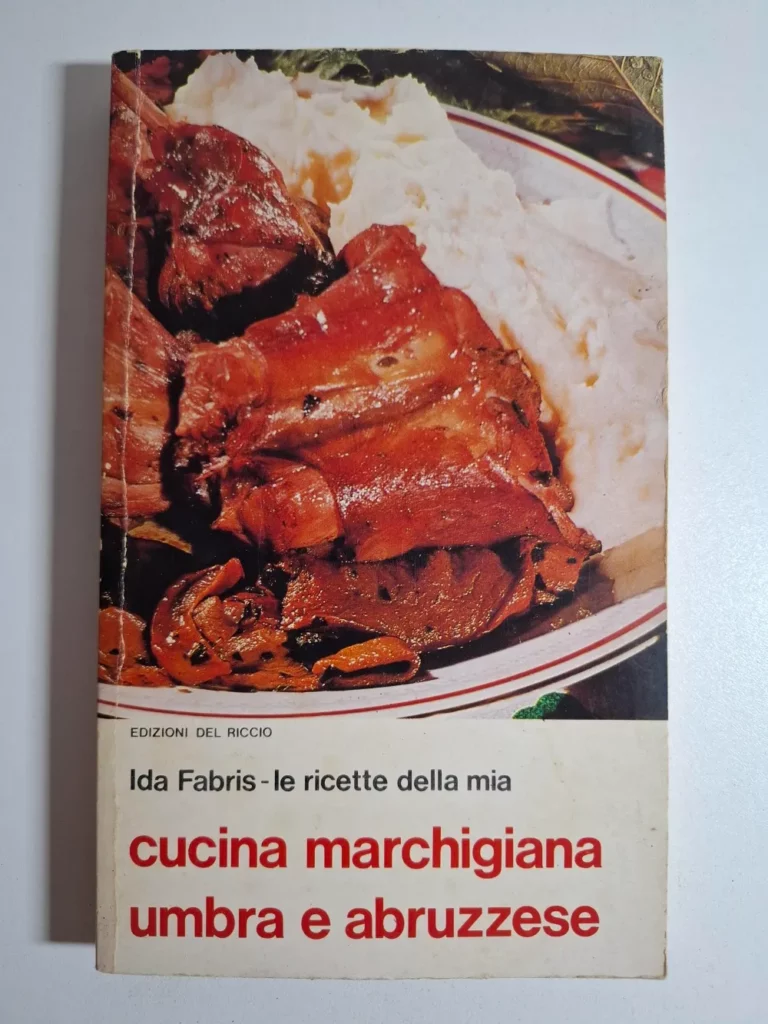 EDIZIONI DEL RICCIO
Ida Fabris - le ricette della mia
cucina marchigiana
umbra e abruzzese